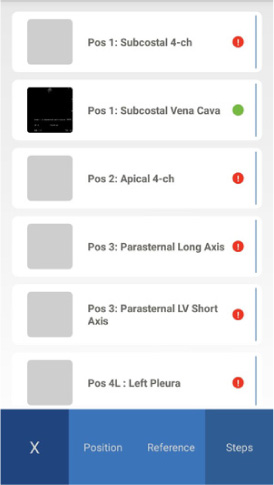 Pos 1: Subcostal 4-ch
Pos 1: Subcostal Vena Cava
Pos 2: Apical 4-ch
Pos 3: Parasternal Long Axis
Pos 3: Parasternal LV Short
Axis
Pos 4L : Left Pleura
X
Position
Reference
Steps